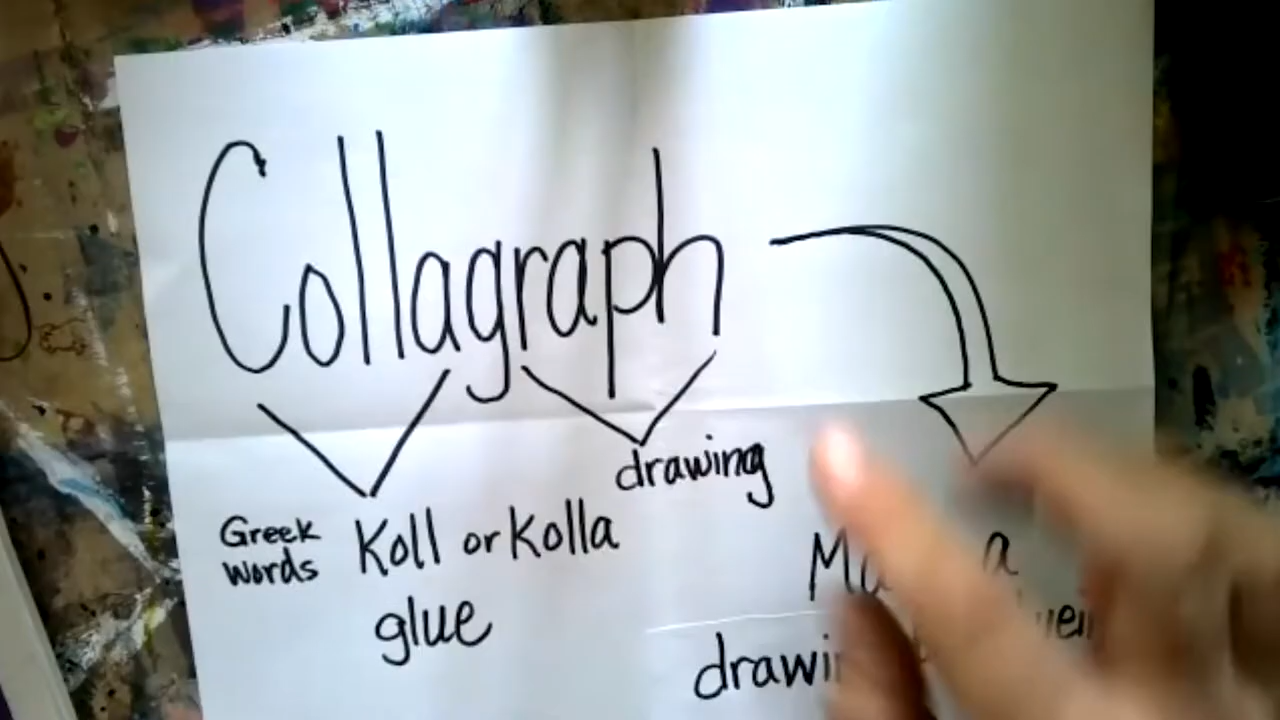 Collagraph
drawing
Greek
words
Koll or Kolla
glue
a